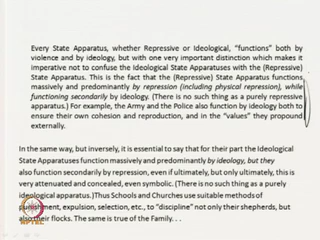 Every State Apparatus, whether Repressive or Ideological, “functions” both by
violence and by ideology, but with one very important distinction which makes it
imperative not to confuse the Ideological State Apparatuses with the (Repressive)
State Apparatus. This is the fact that the (Repressive) State Apparatus functions
massively and predominantly by repression (including physical repression), while
functioning secondarily by ideology. (There is no such thing as a purely repressive
apparatus.) For example, the Army and the Police also function by ideology both to
ensure their own cohesion and reproduction, and in the “values” they propound
externally.
In the same way, but inversely, it is essential to say that for their part the Ideological
State Apparatuses function massively and predominantly by ideology, but they
also function secondarily by repression, even if ultimately, but only ultimately, this is
very attenuated and concealed, even symbolic. (There is no such thing as a purely
ideological apparatus.)Thus Schools and Churches use suitable methods of
punishment, expulsion, selection, etc., to “discipline” not only their shepherds, but
also their flocks. The same is true of the Family. . .
NPTEL